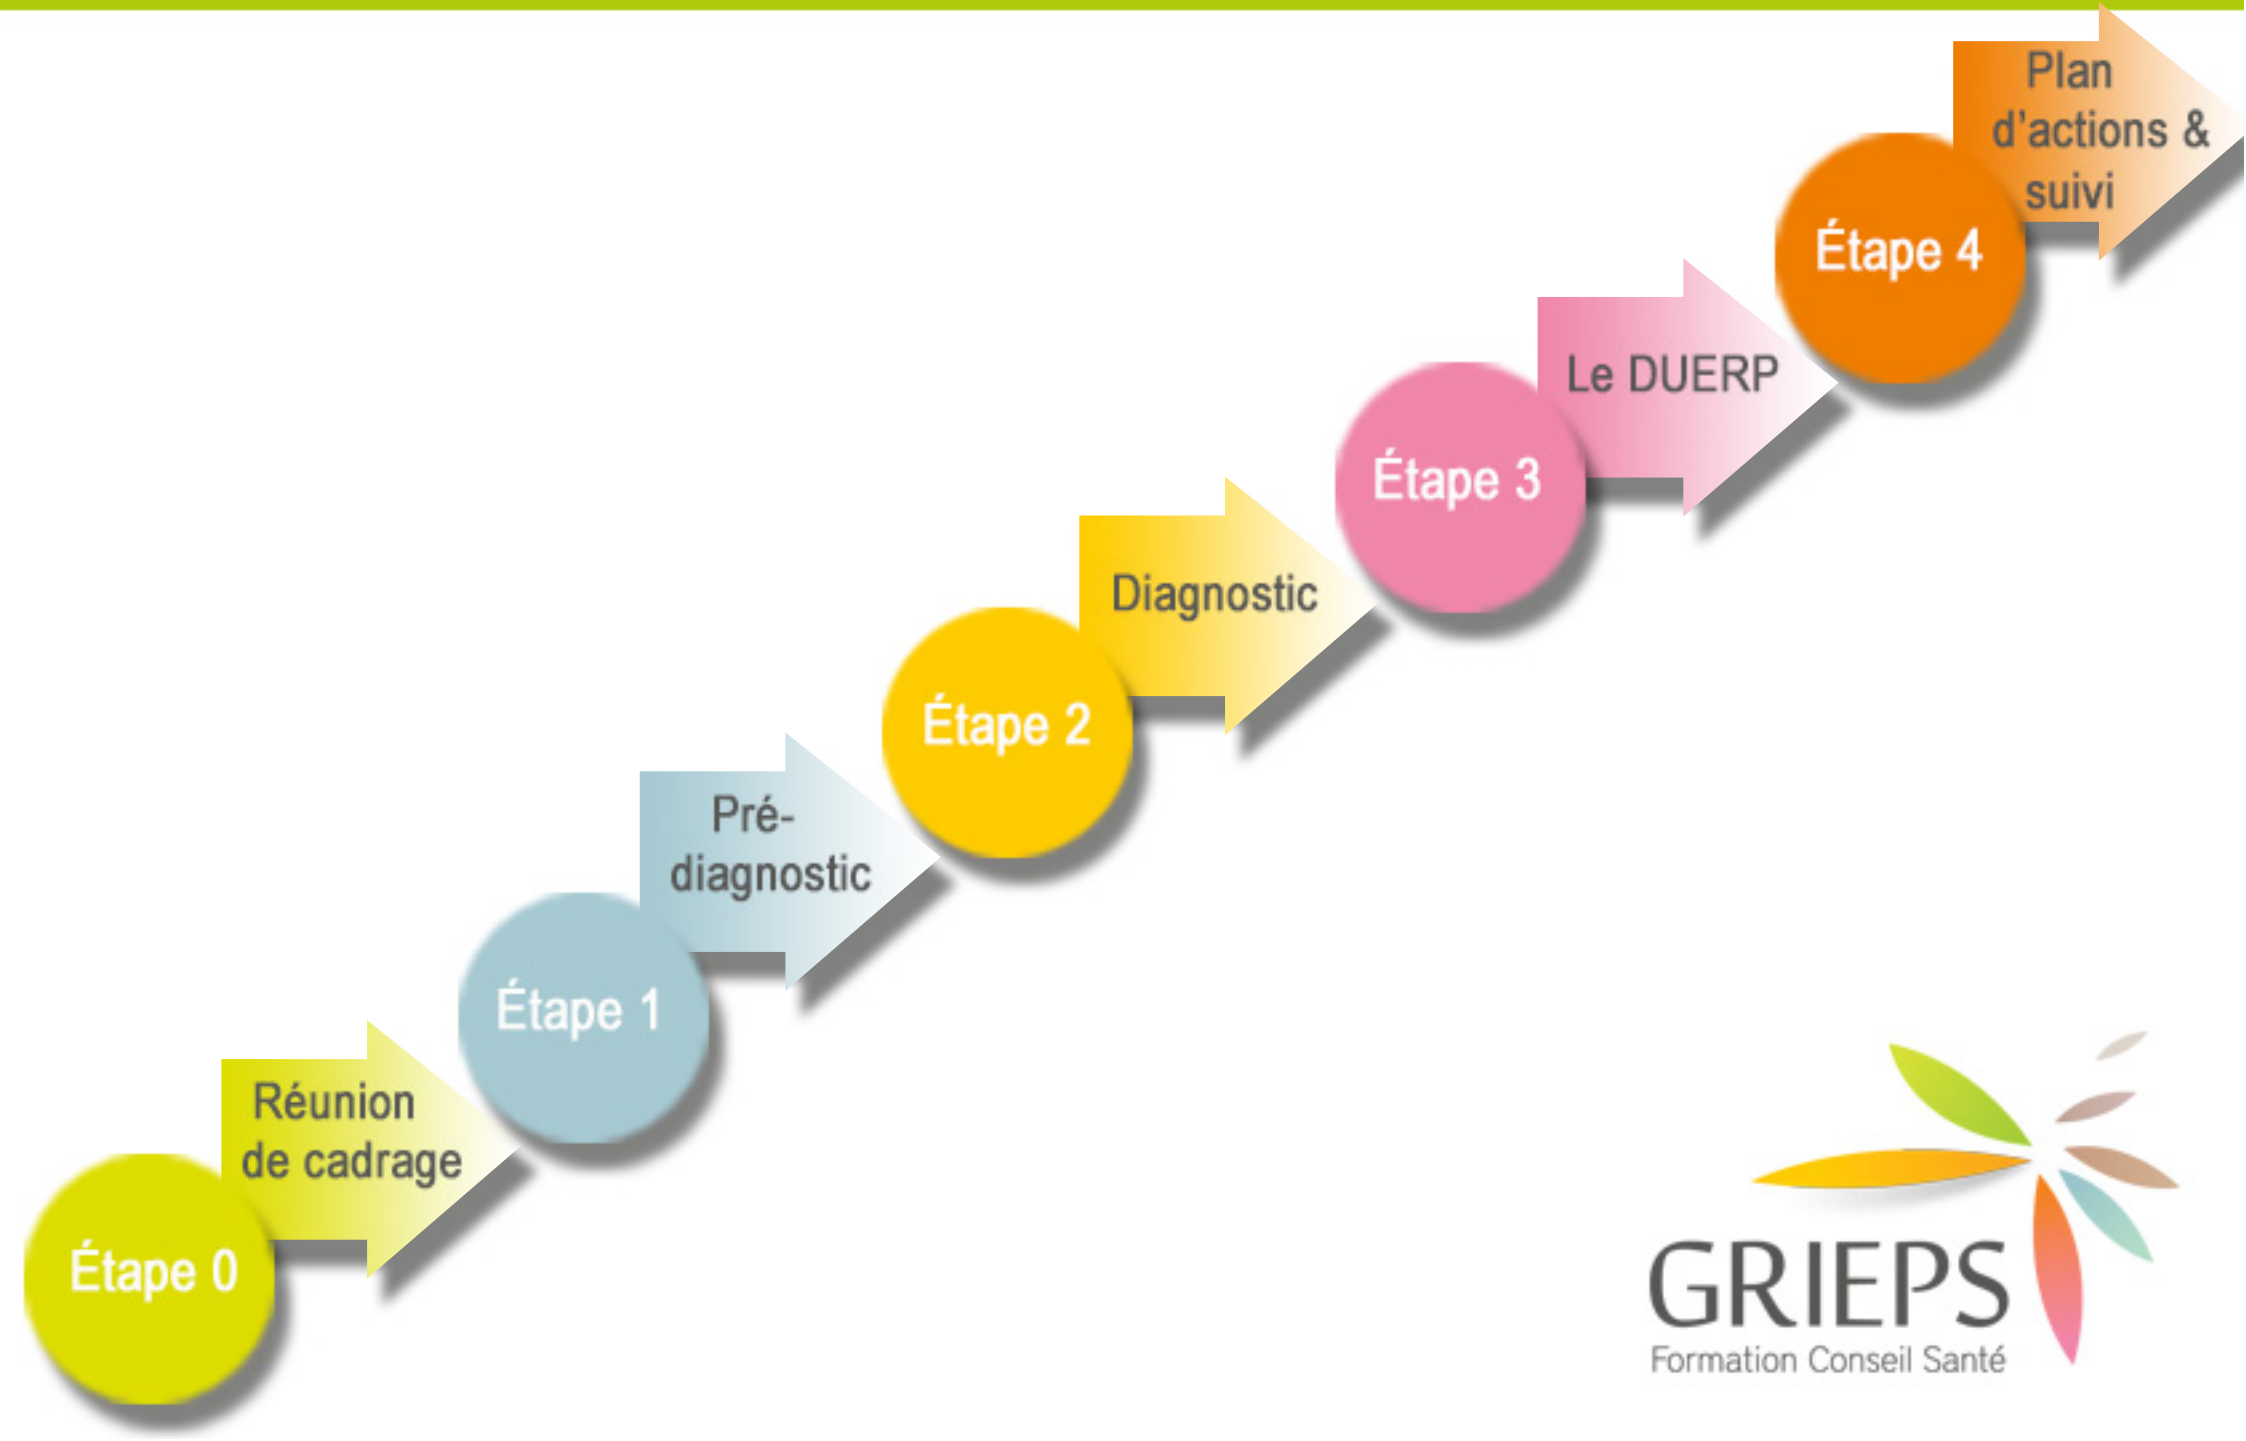 Étape 0
Réunion
de cadrage
Étape 1
Pré-
diagnostic
Étape 2
Diagnostic
Étape 3
Le DUERP
Étape 4
Plan
d'actions &
suivi
GRIEPS
Formation Conseil Santé